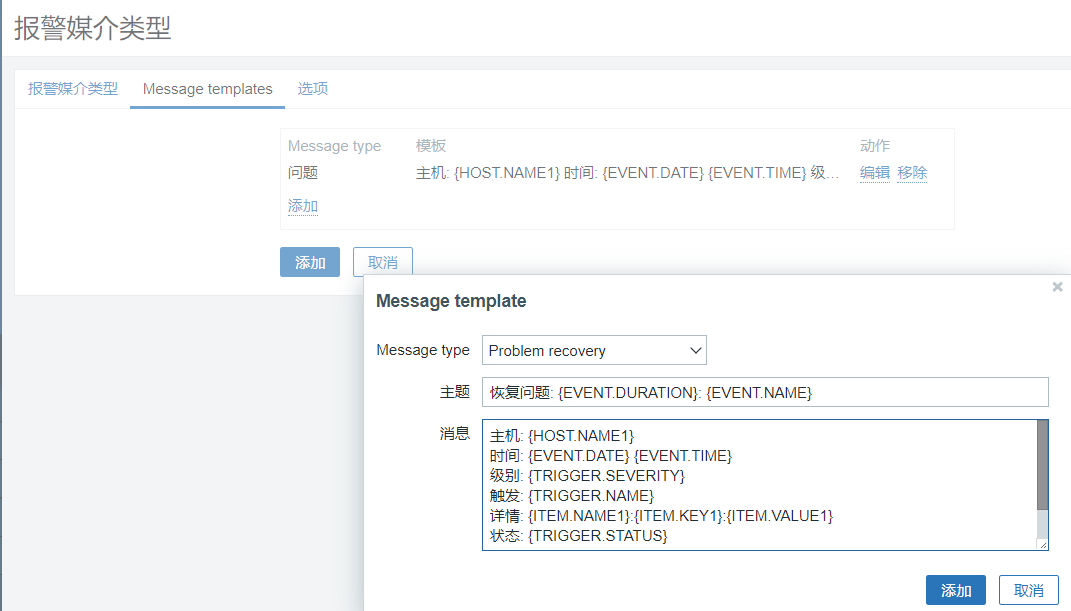 报警媒介类型
报警媒介类型 Message templates 选项
Message type 模板 动作
问题 主机: {HOST.NAME1} 时间: {EVENT.DATE} {EVENT.TIME} 级... 编辑 移除
添加
添加 取消
Message template
Message type Problem recovery
主题 恢复问题: {EVENT.DURATION}: {EVENT.NAME}
消息 主机: {HOST.NAME1}
时间: {EVENT.DATE} {EVENT.TIME}
级别: {TRIGGER.SEVERITY}
触发: {TRIGGER.NAME}
详情: {ITEM.NAME1}:{ITEM.KEY1}:{ITEM.VALUE1}
状态: {TRIGGER.STATUS}
添加 取消